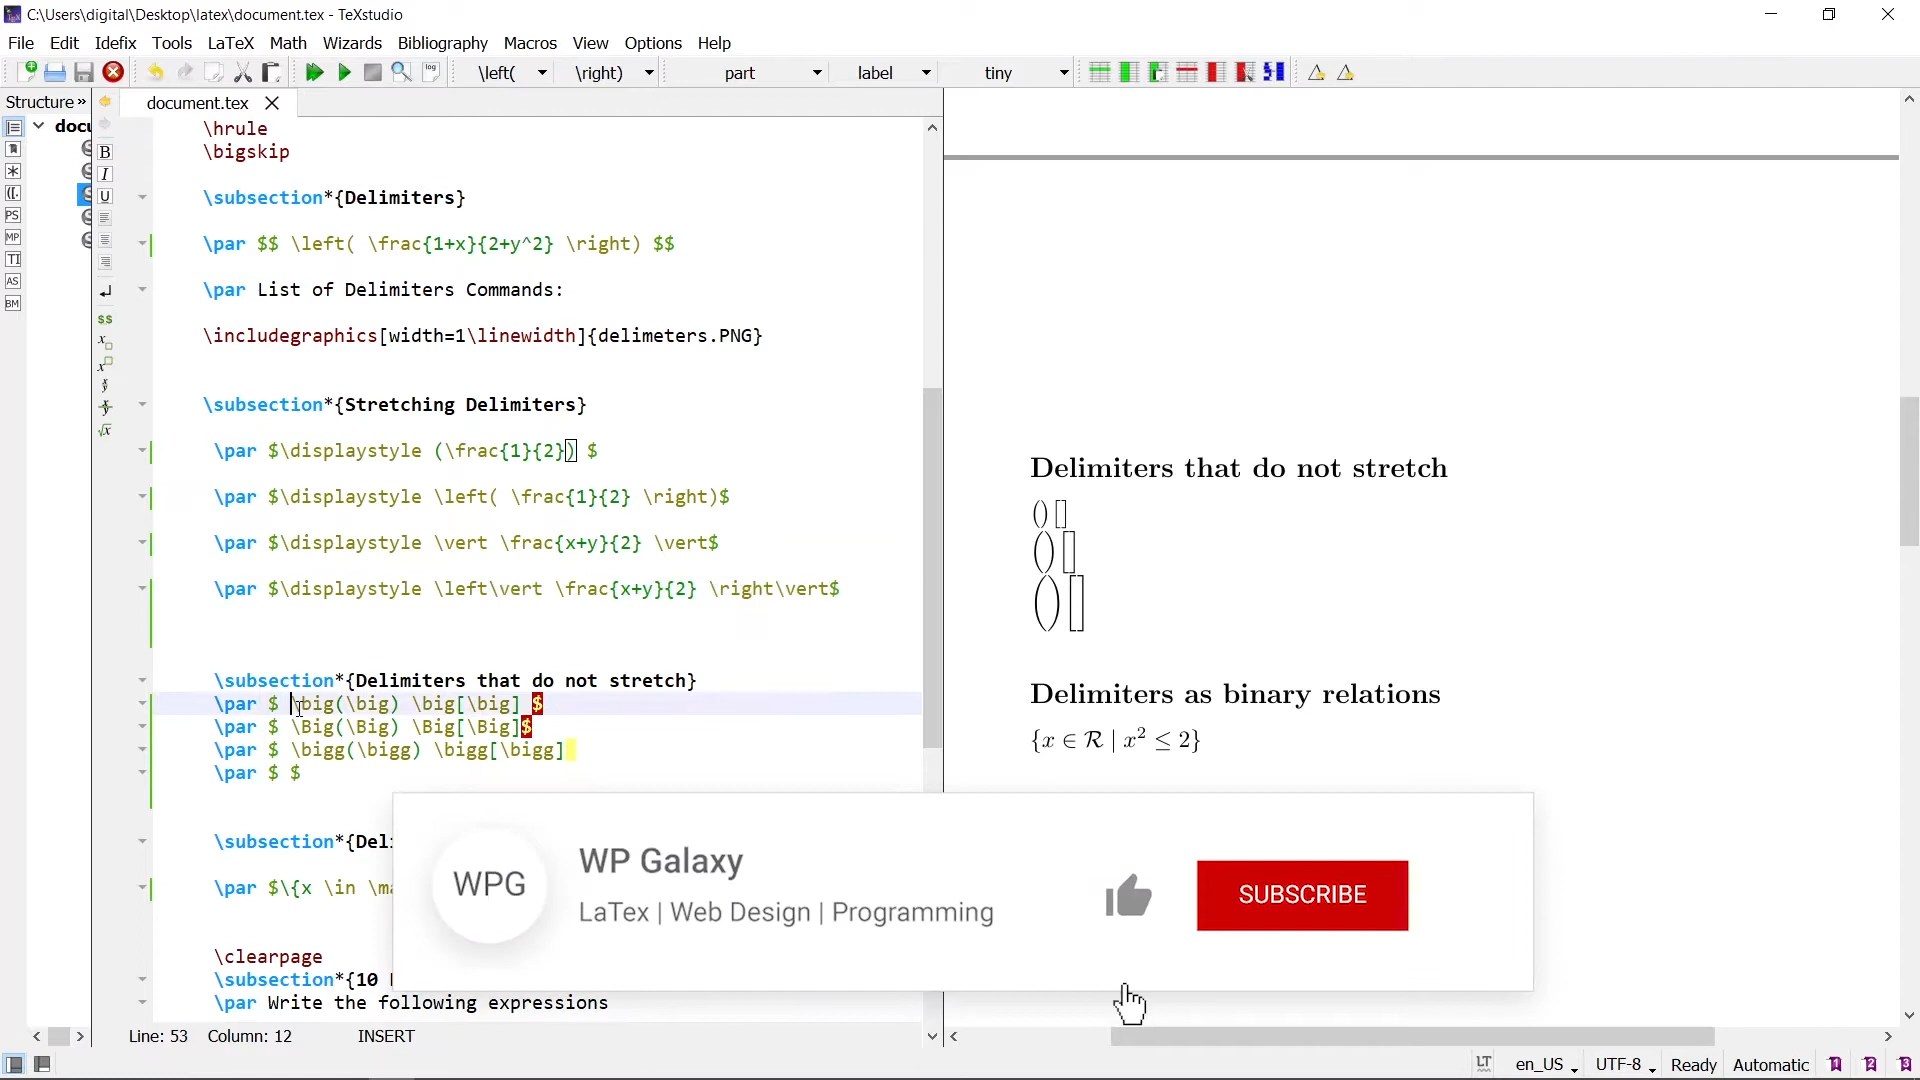 C:\Users\digital\Desktop\latex\document.tex - TeXstudio
File Edit Idefix Tools LaTeX Math Wizards Bibliography Macros View Options Help
\left( \right) part label tiny
Structure
document.tex
docu
\hrule
\bigskip
\subsection*{Delimiters}
\par $$ \left( \frac{1+x}{2+y^2} \right) $$
\par List of Delimiters Commands:
\includegraphics[width=1\linewidth]{delimeters.PNG}
\subsection*{Stretching Delimiters}
\par $\displaystyle (\frac{1}{2}) $
\par $\displaystyle \left( \frac{1}{2} \right)$
\par $\displaystyle \vert \frac{x+y}{2} \vert$
\par $\displaystyle \left\vert \frac{x+y}{2} \right\vert$
\subsection*{Delimiters that do not stretch}
\par $ \big(\big) \big[\big] $
\par $ \Big(\Big) \Big[\Big]$
\par $ \bigg(\bigg) \bigg[\bigg]
\par $ $
\subsection*{Del
\par $\{x \in \ma
\clearpage
\subsection*{10
\par Write the following expressions
Delimiters that do not stretch
() []
() []
() []
Delimiters as binary relations
{x ∈ R | x² ≤ 2}
WPG
WP Galaxy
LaTex | Web Design | Programming
SUBSCRIBE
Line: 53 Column: 12 INSERT
en_US UTF-8 Ready Automatic